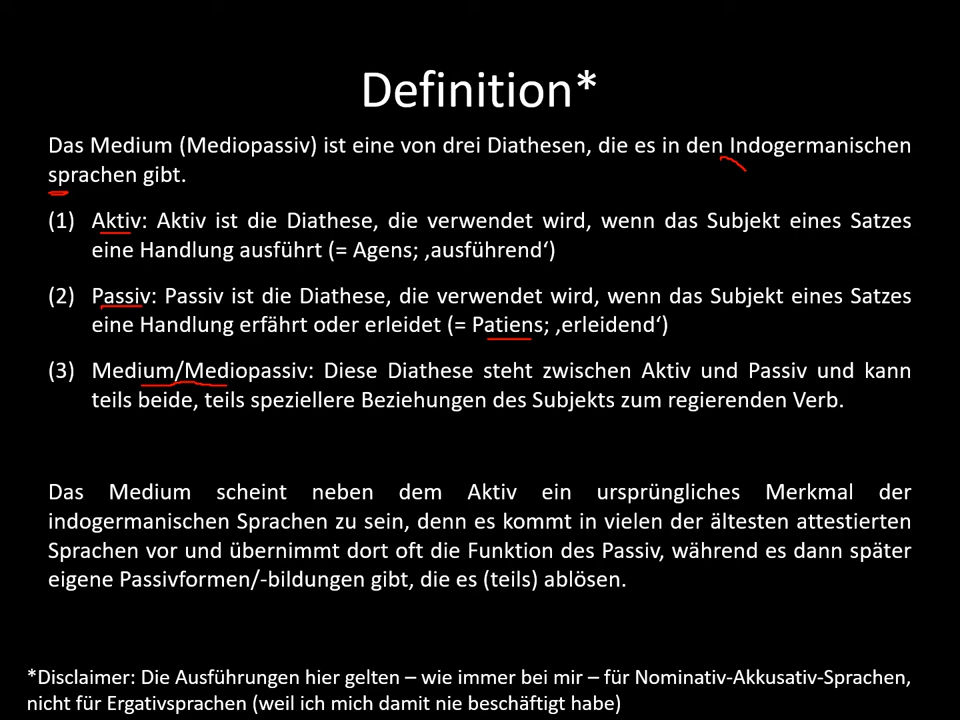 Definition*
Das Medium (Mediopassiv) ist eine von drei Diathesen, die es in den Indogermanischen
sprachen gibt.
(1) Aktiv: Aktiv ist die Diathese, die verwendet wird, wenn das Subjekt eines Satzes
eine Handlung ausführt (= Agens; ‚ausführend‘)
(2) Passiv: Passiv ist die Diathese, die verwendet wird, wenn das Subjekt eines Satzes
eine Handlung erfährt oder erleidet (= Patiens; ‚erleidend‘)
(3) Medium/Mediopassiv: Diese Diathese steht zwischen Aktiv und Passiv und kann
teils beide, teils speziellere Beziehungen des Subjekts zum regierenden Verb.
Das Medium scheint neben dem Aktiv ein ursprüngliches Merkmal der
indogermanischen Sprachen zu sein, denn es kommt in vielen der ältesten attestierten
Sprachen vor und übernimmt dort oft die Funktion des Passiv, während es dann später
eigene Passivformen/-bildungen gibt, die es (teils) ablösen.
*Disclaimer: Die Ausführungen hier gelten – wie immer bei mir – für Nominativ-Akkusativ-Sprachen,
nicht für Ergativsprachen (weil ich mich damit nie beschäftigt habe)